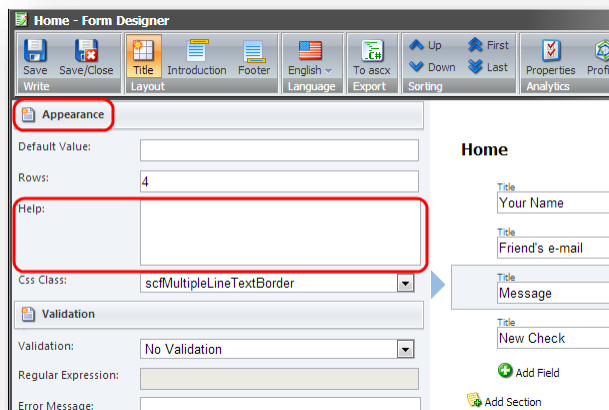 Home - Form Designer
Save Save/Close Title Introduction Footer English To ascx Up Down First Last Properties
Write Layout Language Export Sorting Analytics
Appearance
Default Value:
Rows: 4
Help:
Css Class: scfMultipleLineTextBorder
Validation
Validation: No Validation
Regular Expression:
Error Message:
Home
Title
Your Name
Title
Friend's e-mail
Title
Message
Title
New Check
Add Field
Add Section